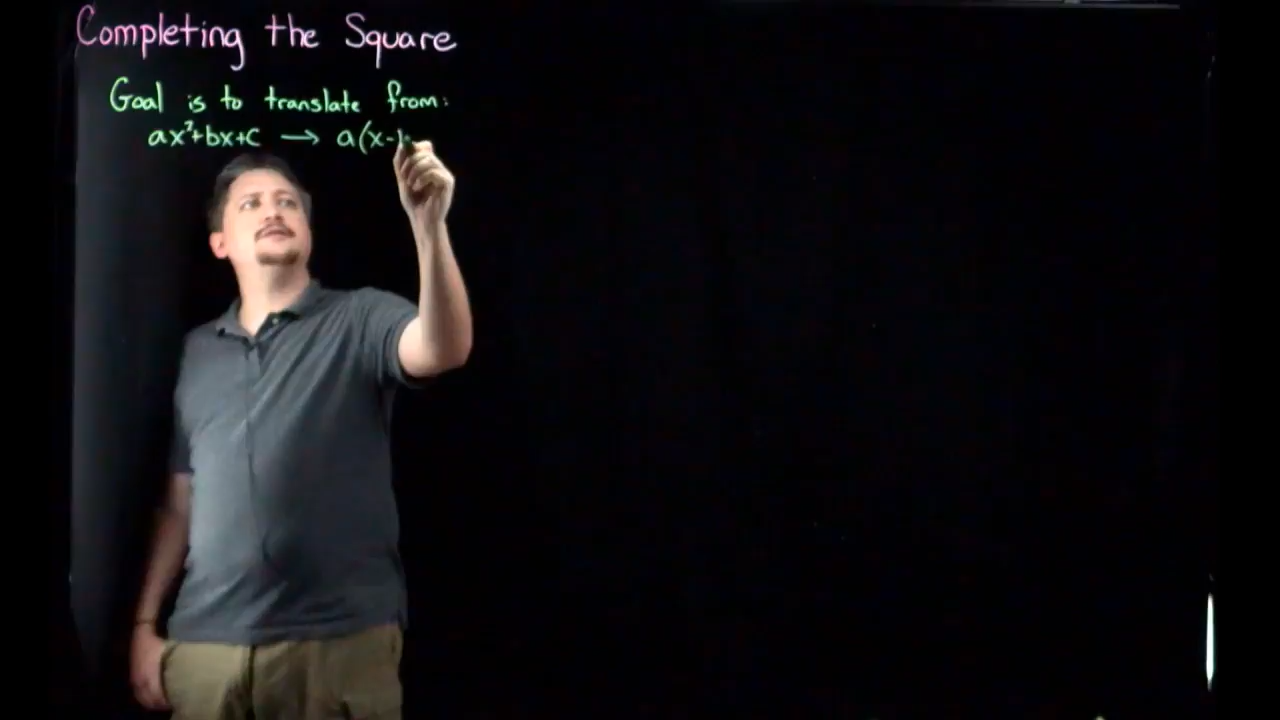 Completing the Square
Goal is to translate from:
ax²+bx+c → a(x-